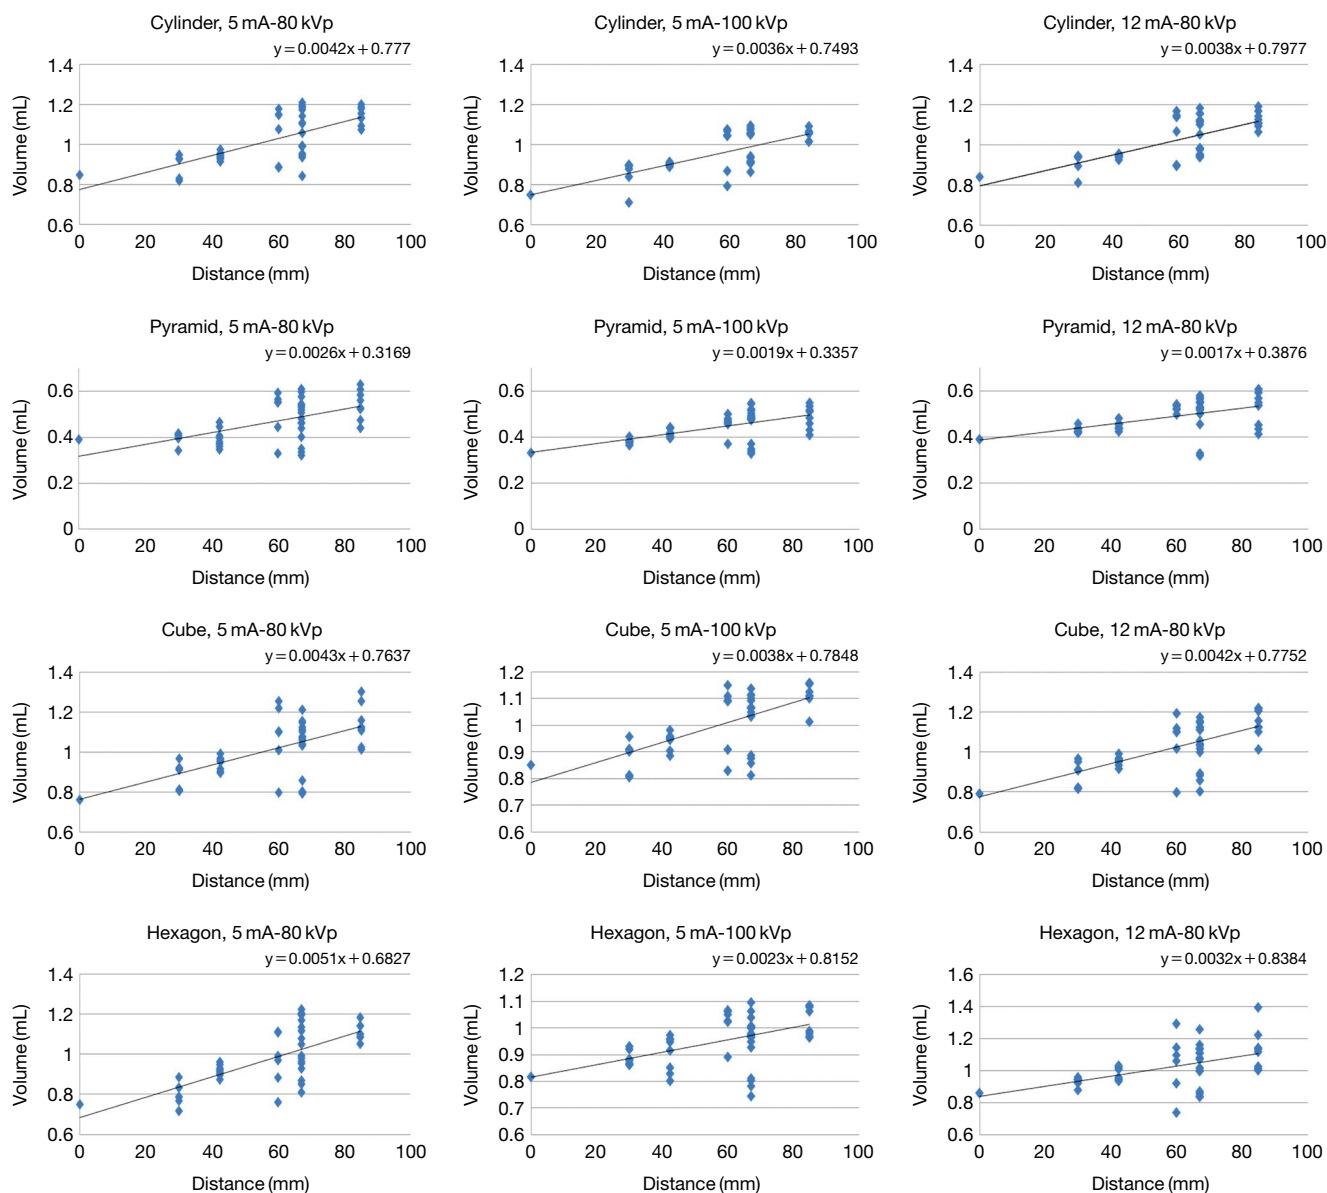 Cylinder, 5 mA-80 kVp
y=0.0042x+0.777
1.4
1.2
1
0.8
0.6
Volume (mL)
0 20 40 60 80 100
Distance (mm)
Cylinder, 5 mA-100 kVp
y=0.0036x+0.7493
1.4
1.2
1
0.8
0.6
Volume (mL)
0 20 40 60 80 100
Distance (mm)
Cylinder, 12 mA-80 kVp
y=0.0038x+0.7977
1.4
1.2
1
0.8
0.6
Volume (mL)
0 20 40 60 80 100
Distance (mm)
Pyramid, 5 mA-80 kVp
y=0.0026x+0.3169
0.6
0.4
0.2
0
Volume (mL)
0 20 40 60 80 100
Distance (mm)
Pyramid, 5 mA-100 kVp
y=0.0019x+0.3357
0.6
0.4
0.2
0
Volume (mL)
0 20 40 60 80 100
Distance (mm)
Pyramid, 12 mA-80 kVp
y=0.0017x+0.3876
0.6
0.4
0.2
0
Volume (mL)
0 20 40 60 80 100
Distance (mm)
Cube, 5 mA-80 kVp
y=0.0043x+0.7637
1.4
1.2
1
0.8
0.6
Volume (mL)
0 20 40 60 80 100
Distance (mm)
Cube, 5 mA-100 kVp
y=0.0038x+0.7848
1.2
1.1
1.0
0.9
0.8
0.7
0.6
Volume (mL)
0 20 40 60 80 100
Distance (mm)
Cube, 12 mA-80 kVp
y=0.0042x+0.7752
1.4
1.2
1
0.8
0.6
Volume (mL)
0 20 40 60 80 100
Distance (mm)
Hexagon, 5 mA-80 kVp
y=0.0051x+0.6827
1.4
1.2
1
0.8
0.6
Volume (mL)
0 20 40 60 80 100
Distance (mm)
Hexagon, 5 mA-100 kVp
y=0.0023x+0.8152
1.2
1.1
1.0
0.9
0.8
0.7
0.6
Volume (mL)
0 20 40 60 80 100
Distance (mm)
Hexagon, 12 mA-80 kVp
y=0.0032x+0.8384
1.6
1.4
1.2
1.0
0.8
0.6
Volume (mL)
0 20 40 60 80 100
Distance (mm)